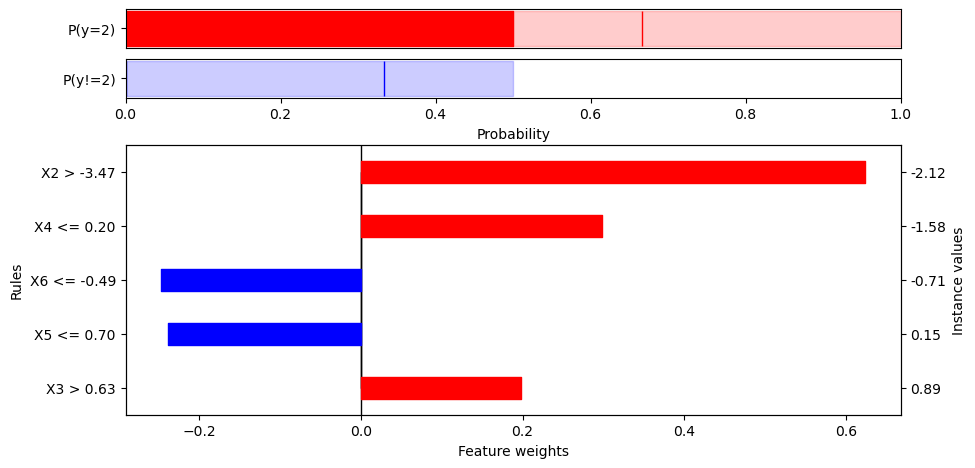 P(y=2)
P(y!=2)
0.0 0.2 0.4 0.6 0.8 1.0
Probability
X2 > -3.47 -2.12
X4 <= 0.20 -1.58
X6 <= -0.49 -0.71
X5 <= 0.70 0.15
X3 > 0.63 0.89
Rules
Instance values
−0.2 0.0 0.2 0.4 0.6
Feature weights